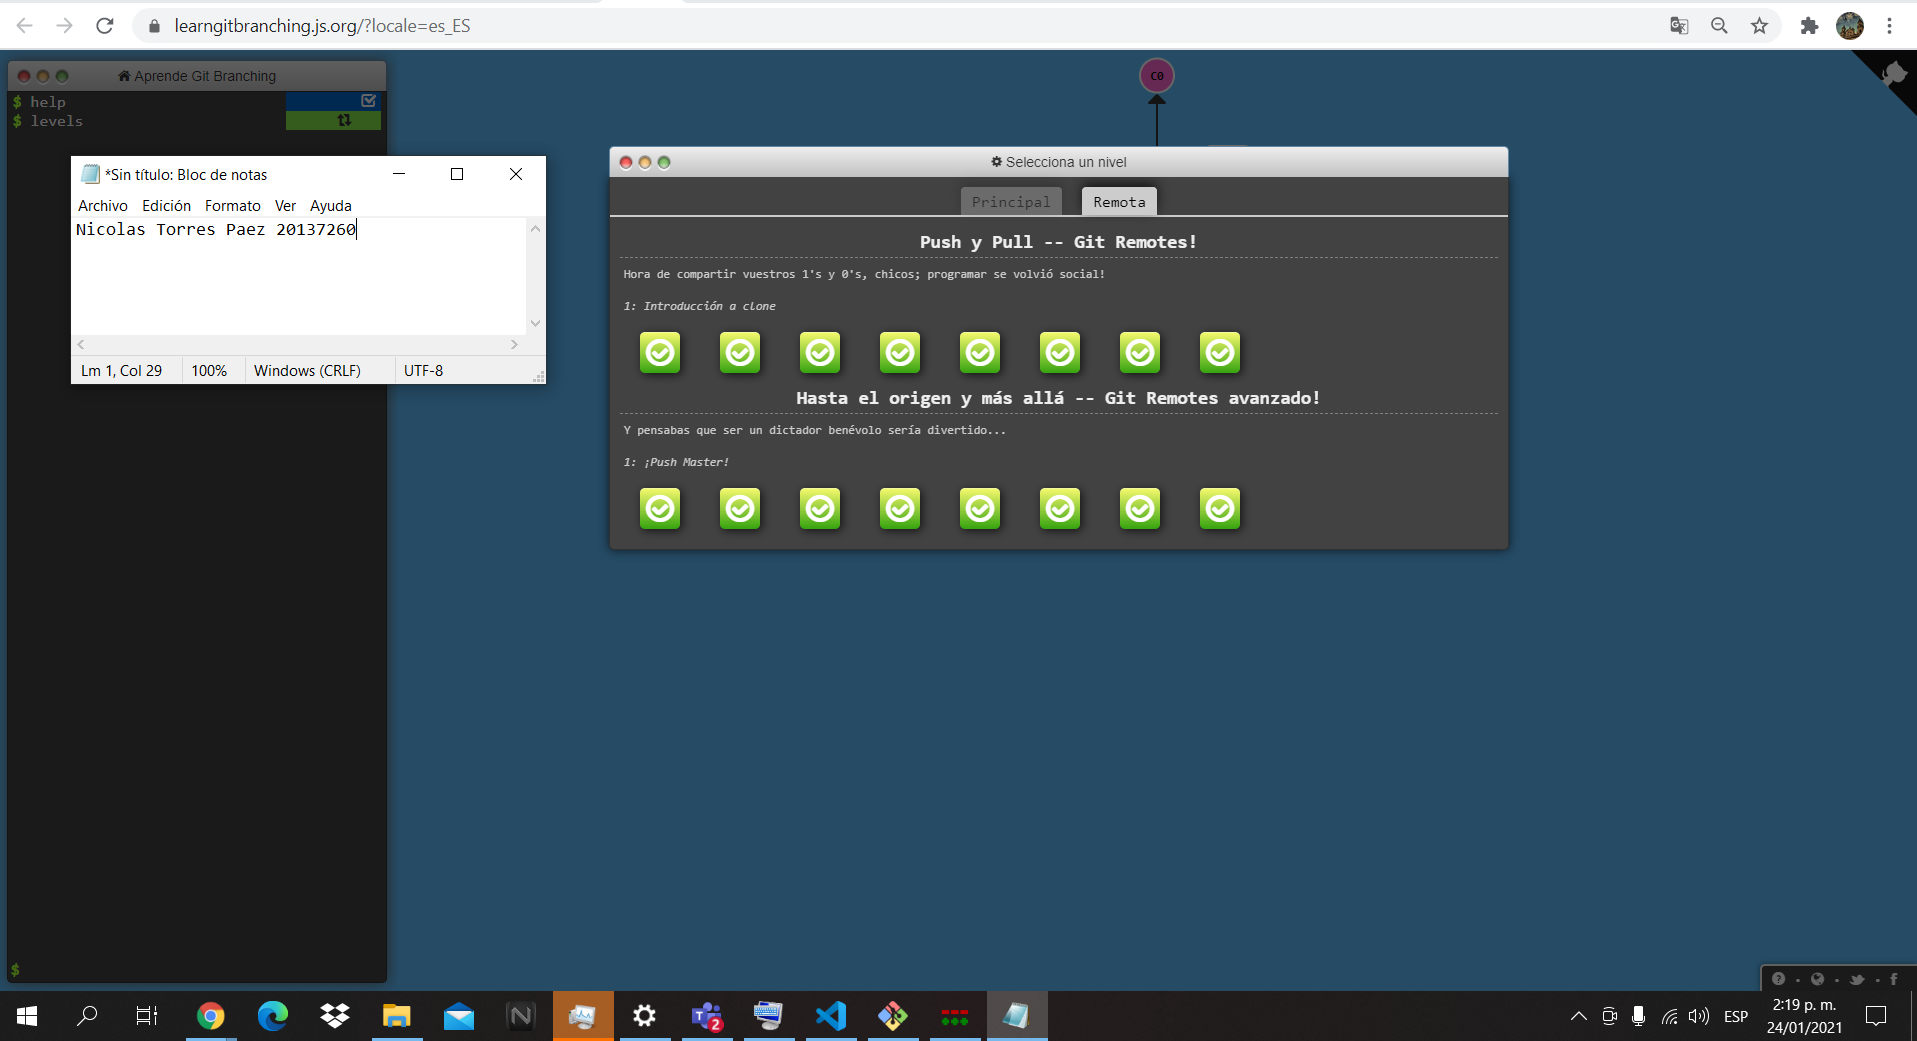 learngitbranching.js.org/?locale=es_ES
Aprende Git Branching
$ help
$ levels
*Sin título: Bloc de notas
Archivo Edición Formato Ver Ayuda
Nicolas Torres Paez 20137260
Lm 1, Col 29 100% Windows (CRLF) UTF-8
C0
Selecciona un nivel
Principal Remota
Push y Pull -- Git Remotes!
Hora de compartir vuestros 1's y 0's, chicos; programar se volvió social!
1: Introducción a clone
Hasta el origen y más allá -- Git Remotes avanzado!
Y pensabas que ser un dictador benévolo sería divertido...
1: ¡Push Master!
$
2
ESP
2:19 p. m.
24/01/2021